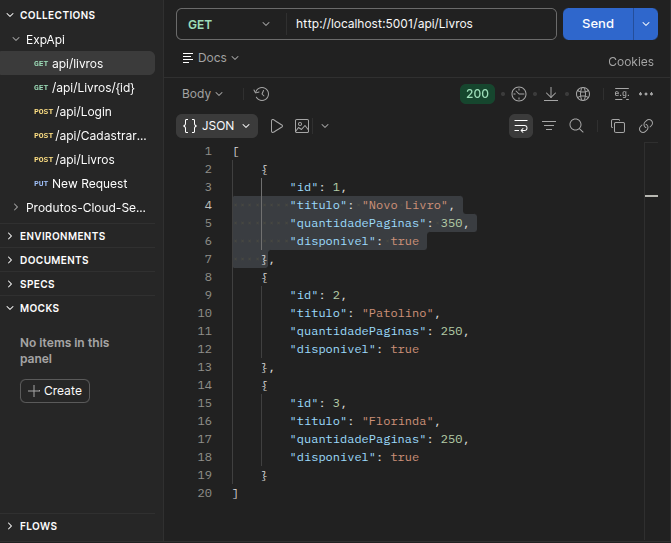 COLLECTIONS
ExpApi
GET api/livros
GET /api/Livros/{id}
POST /api/Login
POST /api/Cadastrar...
POST /api/Livros
PUT New Request
Produtos-Cloud-Se...
ENVIRONMENTS
DOCUMENTS
SPECS
MOCKS
No items in this
panel
+ Create
FLOWS
GET http://localhost:5001/api/Livros Send
Docs Cookies
Body 200 e.g.
{} JSON
1 [
2 {
3 "id": 1,
4 "titulo": "Novo Livro",
5 "quantidadePaginas": 350,
6 "disponivel": true
7 },
8 {
9 "id": 2,
10 "titulo": "Patolino",
11 "quantidadePaginas": 250,
12 "disponivel": true
13 },
14 {
15 "id": 3,
16 "titulo": "Florinda",
17 "quantidadePaginas": 250,
18 "disponivel": true
19 }
20 ]